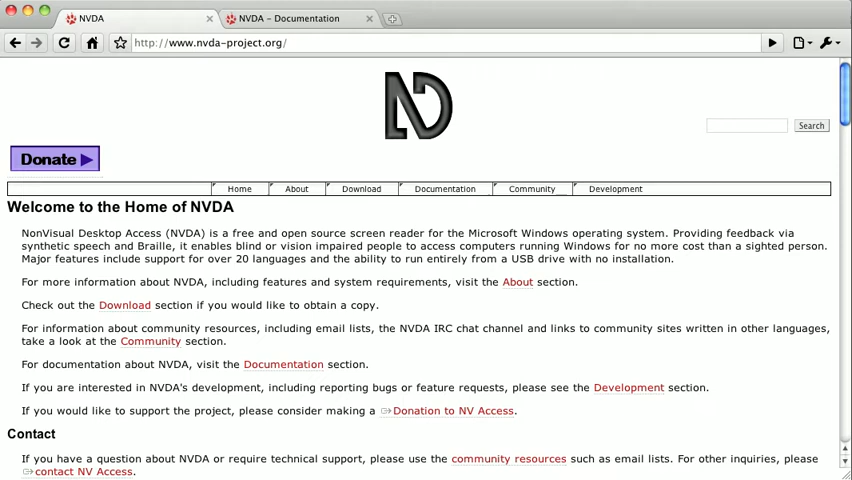 NVDA
NVDA – Documentation
http://www.nvda-project.org/
ND
Search
Donate
Home About Download Documentation Community Development
Welcome to the Home of NVDA
NonVisual Desktop Access (NVDA) is a free and open source screen reader for the Microsoft Windows operating system. Providing feedback via
synthetic speech and Braille, it enables blind or vision impaired people to access computers running Windows for no more cost than a sighted person.
Major features include support for over 20 languages and the ability to run entirely from a USB drive with no installation.
For more information about NVDA, including features and system requirements, visit the About section.
Check out the Download section if you would like to obtain a copy.
For information about community resources, including email lists, the NVDA IRC chat channel and links to community sites written in other languages,
take a look at the Community section.
For documentation about NVDA, visit the Documentation section.
If you are interested in NVDA's development, including reporting bugs or feature requests, please see the Development section.
If you would like to support the project, please consider making a Donation to NV Access.
Contact
If you have a question about NVDA or require technical support, please use the community resources such as email lists. For other inquiries, please
contact NV Access.